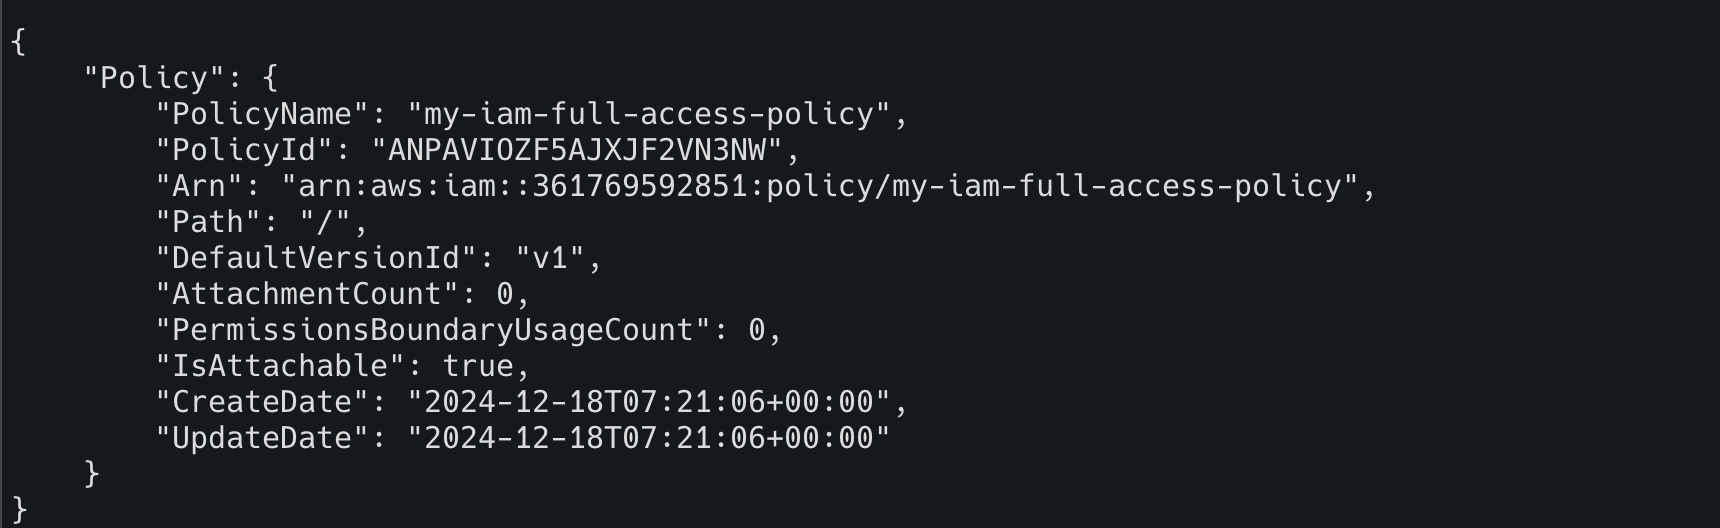 {
    "Policy": {
        "PolicyName": "my-iam-full-access-policy",
        "PolicyId": "ANPAVIOZF5AJXJF2VN3NW",
        "Arn": "arn:aws:iam::361769592851:policy/my-iam-full-access-policy",
        "Path": "/",
        "DefaultVersionId": "v1",
        "AttachmentCount": 0,
        "PermissionsBoundaryUsageCount": 0,
        "IsAttachable": true,
        "CreateDate": "2024-12-18T07:21:06+00:00",
        "UpdateDate": "2024-12-18T07:21:06+00:00"
    }
}